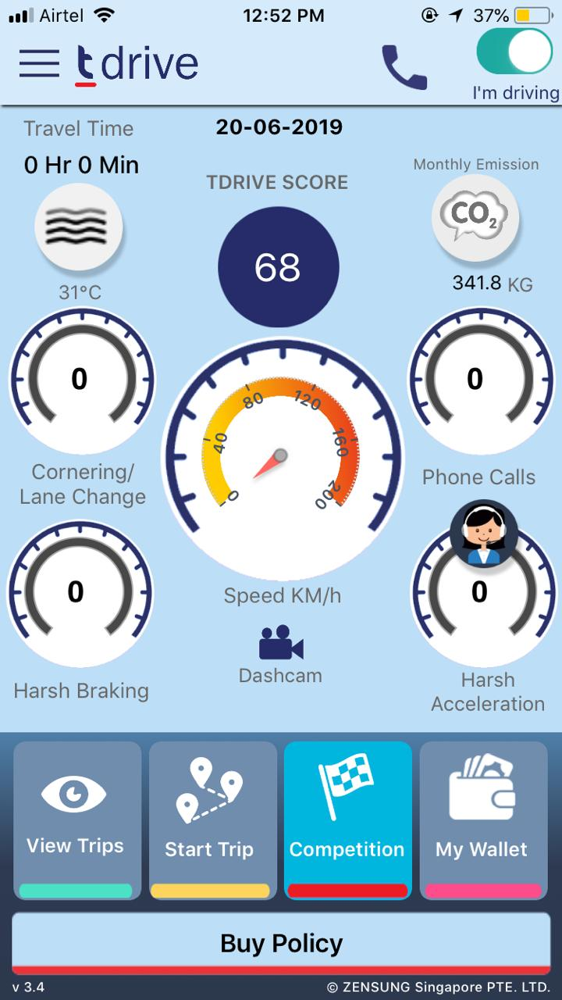 Airtel 12:52 PM 37%
tdrive
I'm driving
Travel Time 20-06-2019
0 Hr 0 Min Monthly Emission
TDRIVE SCORE
CO2
68
31°C 341.8 KG
0 0
0 40 80 120 160 200
Cornering/
Lane Change
Phone Calls
0 0
Speed KM/h
Dashcam
Harsh Braking
Harsh
Acceleration
View Trips Start Trip Competition My Wallet
Buy Policy
v 3.4 © ZENSUNG Singapore PTE. LTD.